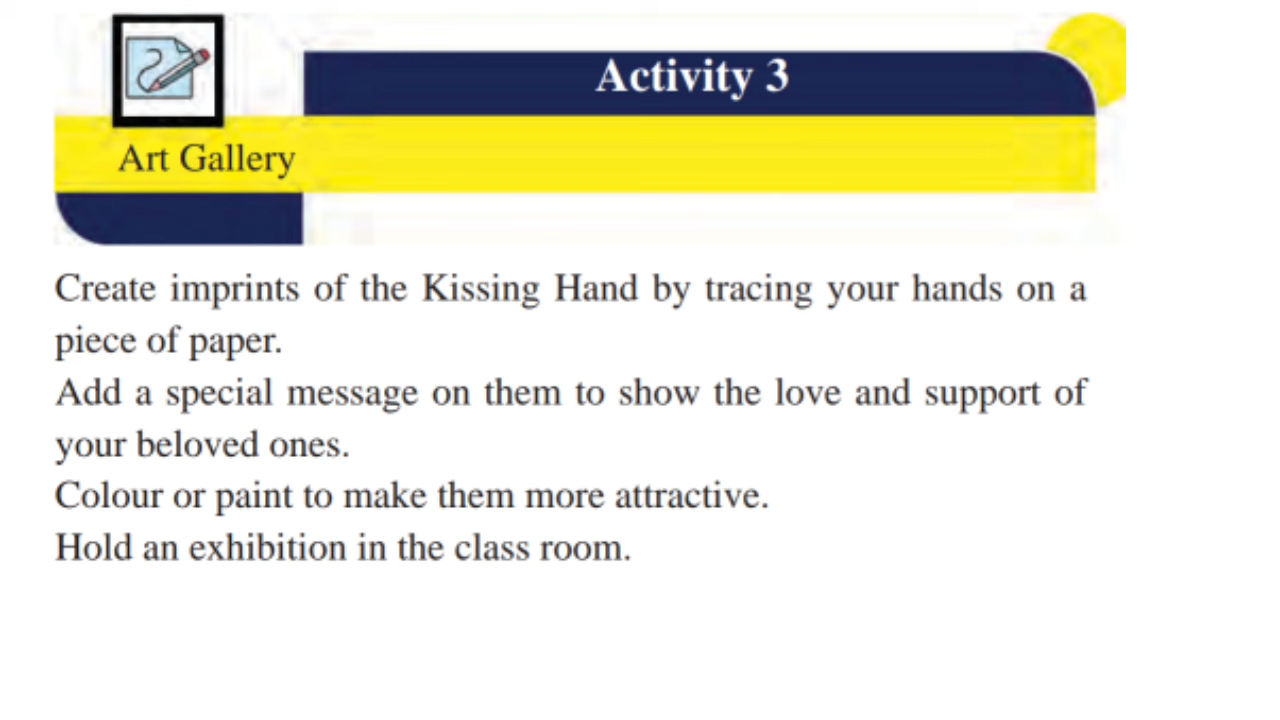 Activity 3
Art Gallery
Create imprints of the Kissing Hand by tracing your hands on a
piece of paper.
Add a special message on them to show the love and support of
your beloved ones.
Colour or paint to make them more attractive.
Hold an exhibition in the class room.